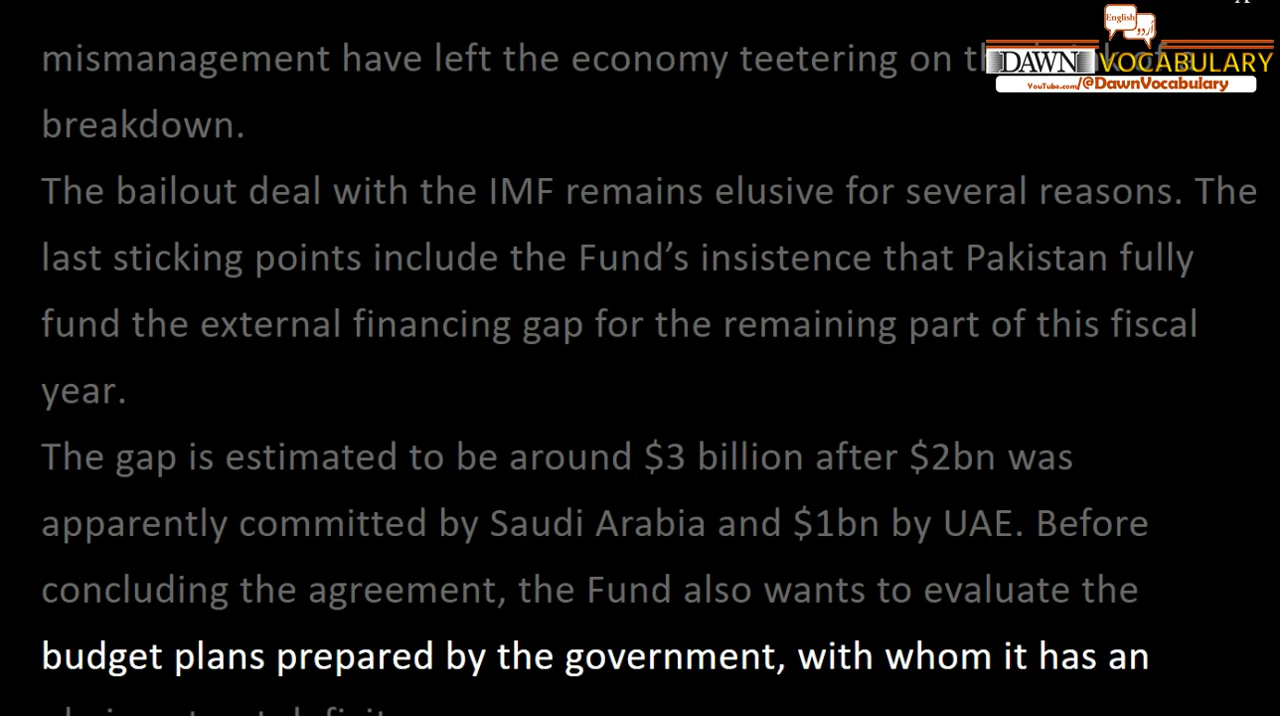 English
اُردو
DAWN VOCABULARY
YouTube.com/@DawnVocabulary
mismanagement have left the economy teetering on
breakdown.
The bailout deal with the IMF remains elusive for several reasons. The
last sticking points include the Fund’s insistence that Pakistan fully
fund the external financing gap for the remaining part of this fiscal
year.
The gap is estimated to be around $3 billion after $2bn was
apparently committed by Saudi Arabia and $1bn by UAE. Before
concluding the agreement, the Fund also wants to evaluate the
budget plans prepared by the government, with whom it has an